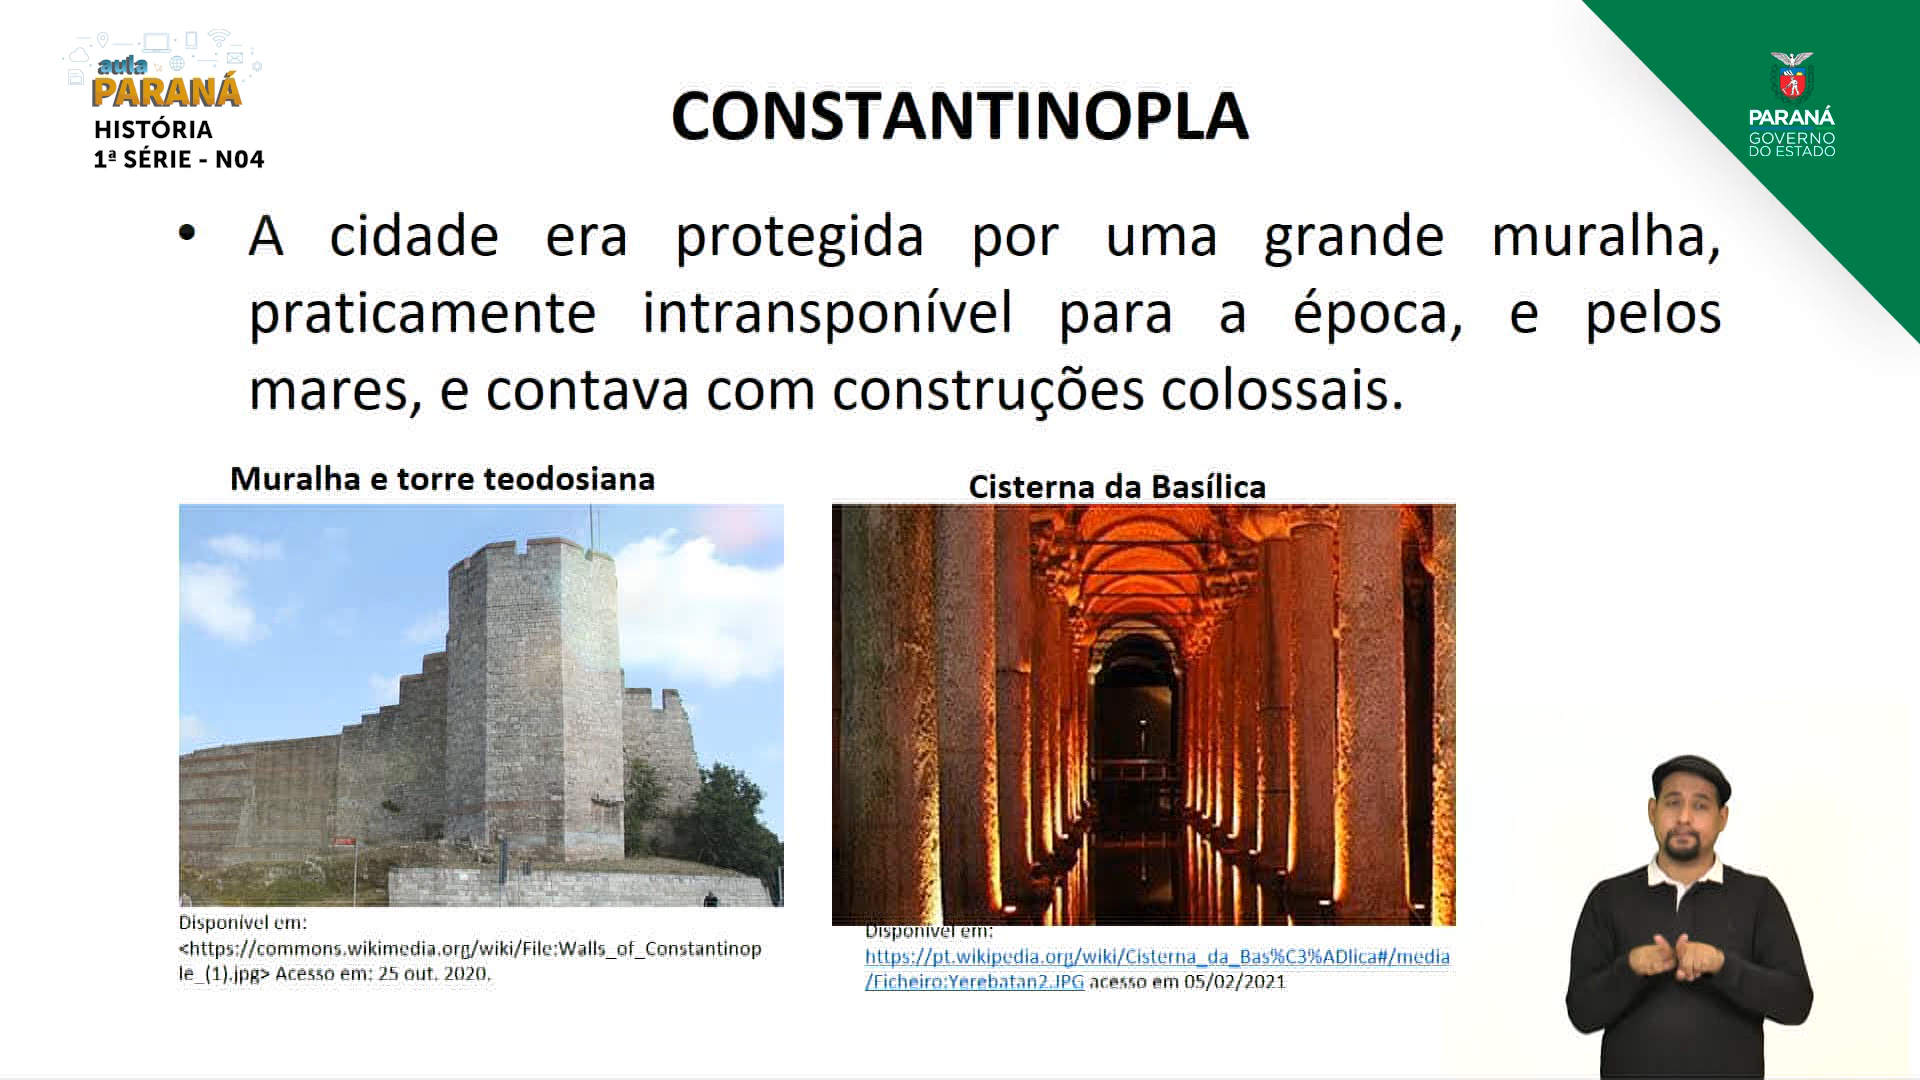 aula
PARANÁ
HISTÓRIA
1ª SÉRIE - N04
CONSTANTINOPLA
PARANÁ
GOVERNO
DO ESTADO
• A cidade era protegida por uma grande muralha,
praticamente intransponível para a época, e pelos
mares, e contava com construções colossais.
Muralha e torre teodosiana
Cisterna da Basílica
Disponível em:
<https://commons.wikimedia.org/wiki/File:Walls_of_Constantinop
le_(1).jpg> Acesso em: 25 out. 2020.
Disponível em:
https://pt.wikipedia.org/wiki/Cisterna_da_Bas%C3%ADlica#/media
/Ficheiro:Yerebatan2.JPG acesso em 05/02/2021